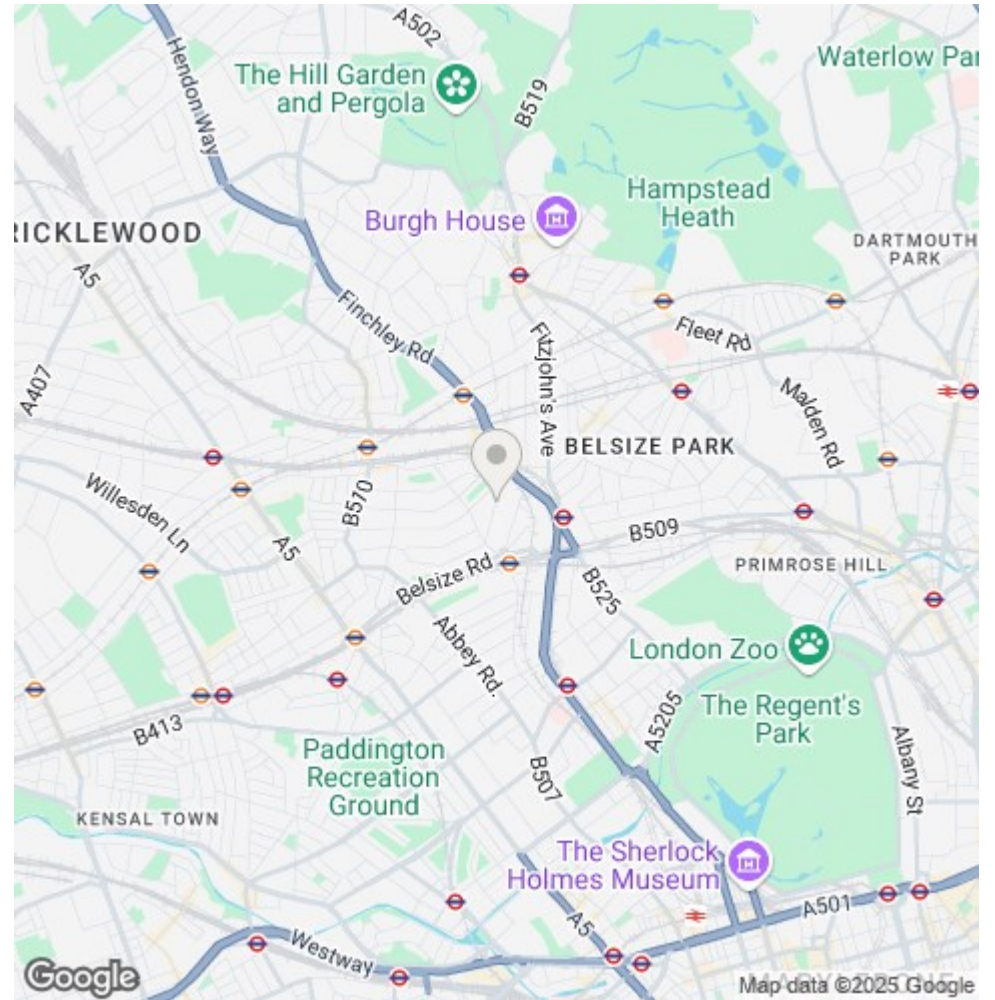 A502
Hendon Way
The Hill Garden
and Pergola
B519
Waterlow Par
Burgh House
Hampstead
Heath
RICKLEWOOD
DARTMOUTH
PARK
A5
Finchley Rd
Fitzjohn's Ave
Fleet Rd
A407
Malden Rd
BELSIZE PARK
B510
Willesden Ln
A5
B509
PRIMROSE HILL
Belsize Rd
B525
Abbey Rd.
London Zoo
The Regent's
Park
A5205
Albany St
B413
Paddington
Recreation
Ground
B507
KENSAL TOWN
The Sherlock
Holmes Museum
A501
A5
Westway
Google
Map data ©2025 Google